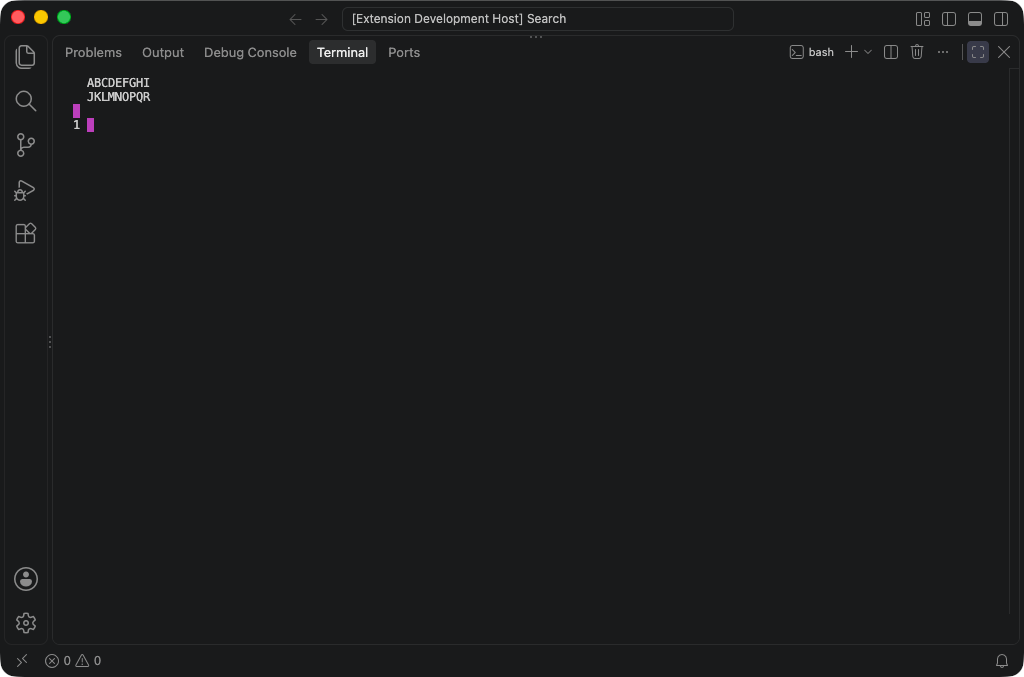 [Extension Development Host] Search
Problems Output Debug Console Terminal Ports bash
ABCDEFGHI
JKLMNOPQR
1
0 0